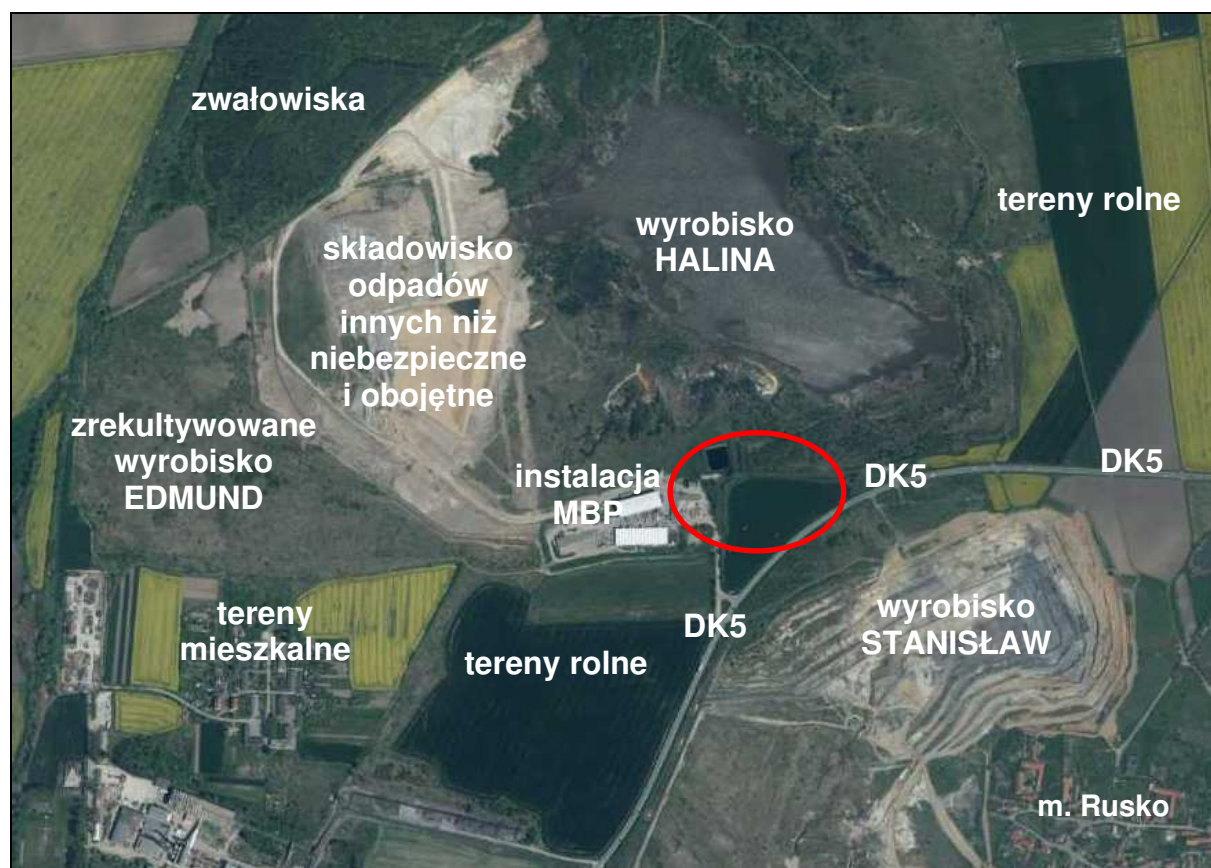 zwałowiska
tereny rolne
wyrobisko
HALINA
składowisko
odpadów
innych niż
niebezpieczne
i obojętne
zrekultywowane
wyrobisko
EDMUND
instalacja
MBP
DK5
DK5
tereny
mieszkalne
tereny rolne
DK5
wyrobisko
STANISŁAW
m. Rusko